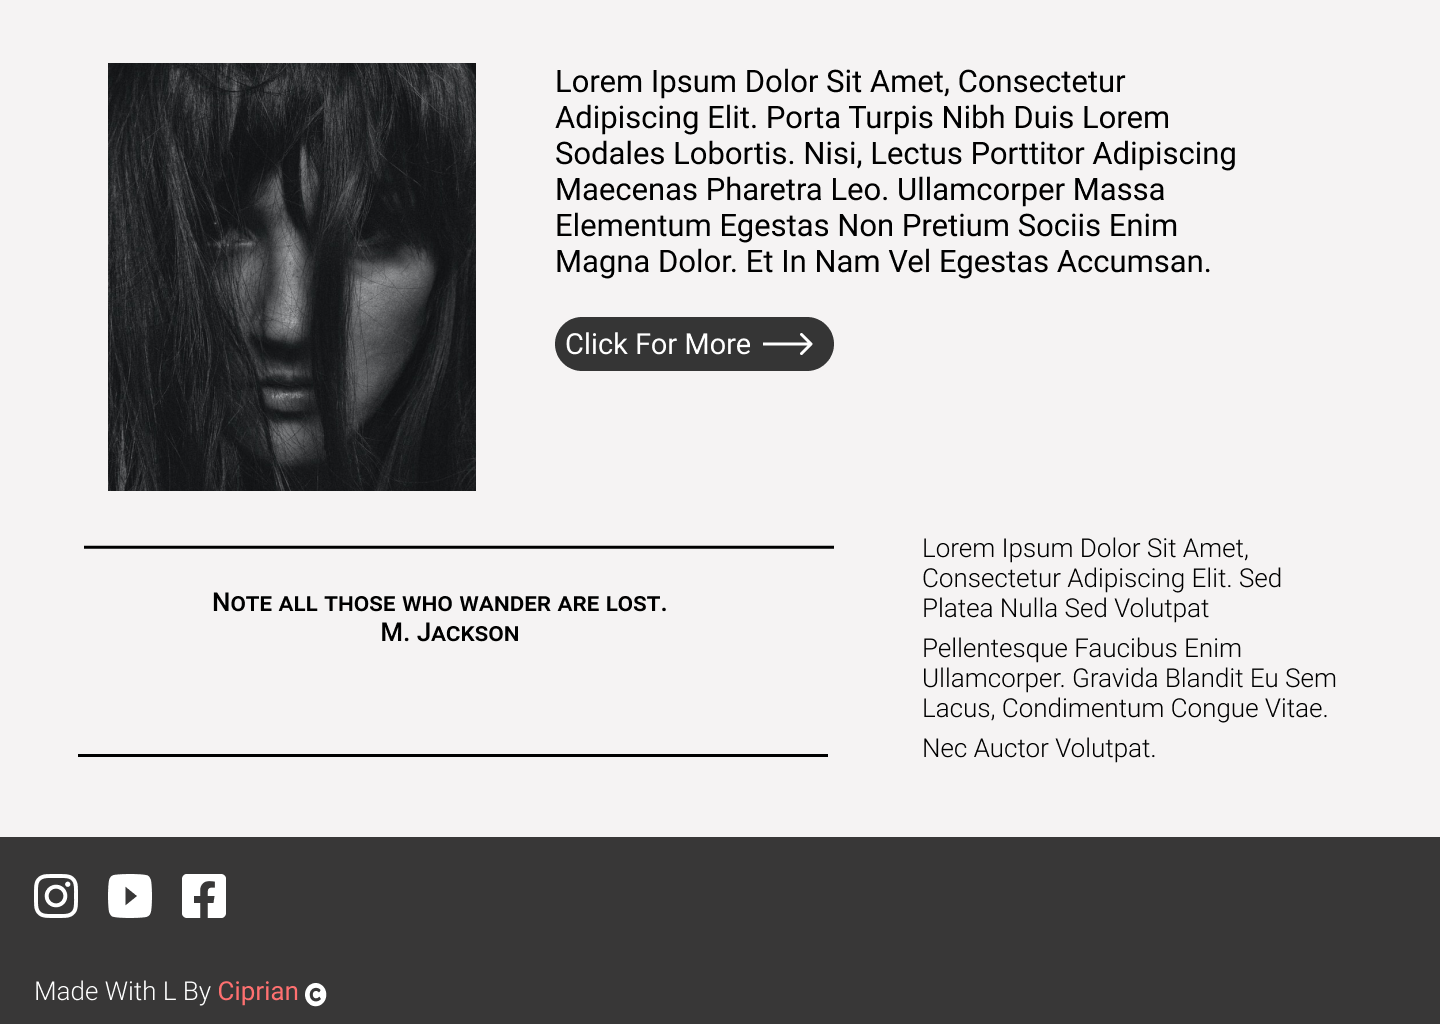 Lorem Ipsum Dolor Sit Amet, Consectetur
Adipiscing Elit. Porta Turpis Nibh Duis Lorem
Sodales Lobortis. Nisi, Lectus Porttitor Adipiscing
Maecenas Pharetra Leo. Ullamcorper Massa
Elementum Egestas Non Pretium Sociis Enim
Magna Dolor. Et In Nam Vel Egestas Accumsan.
Click For More
Note all those who wander are lost.
M. Jackson
Lorem Ipsum Dolor Sit Amet,
Consectetur Adipiscing Elit. Sed
Platea Nulla Sed Volutpat
Pellentesque Faucibus Enim
Ullamcorper. Gravida Blandit Eu Sem
Lacus, Condimentum Congue Vitae.
Nec Auctor Volutpat.
Made With L By Ciprian ©